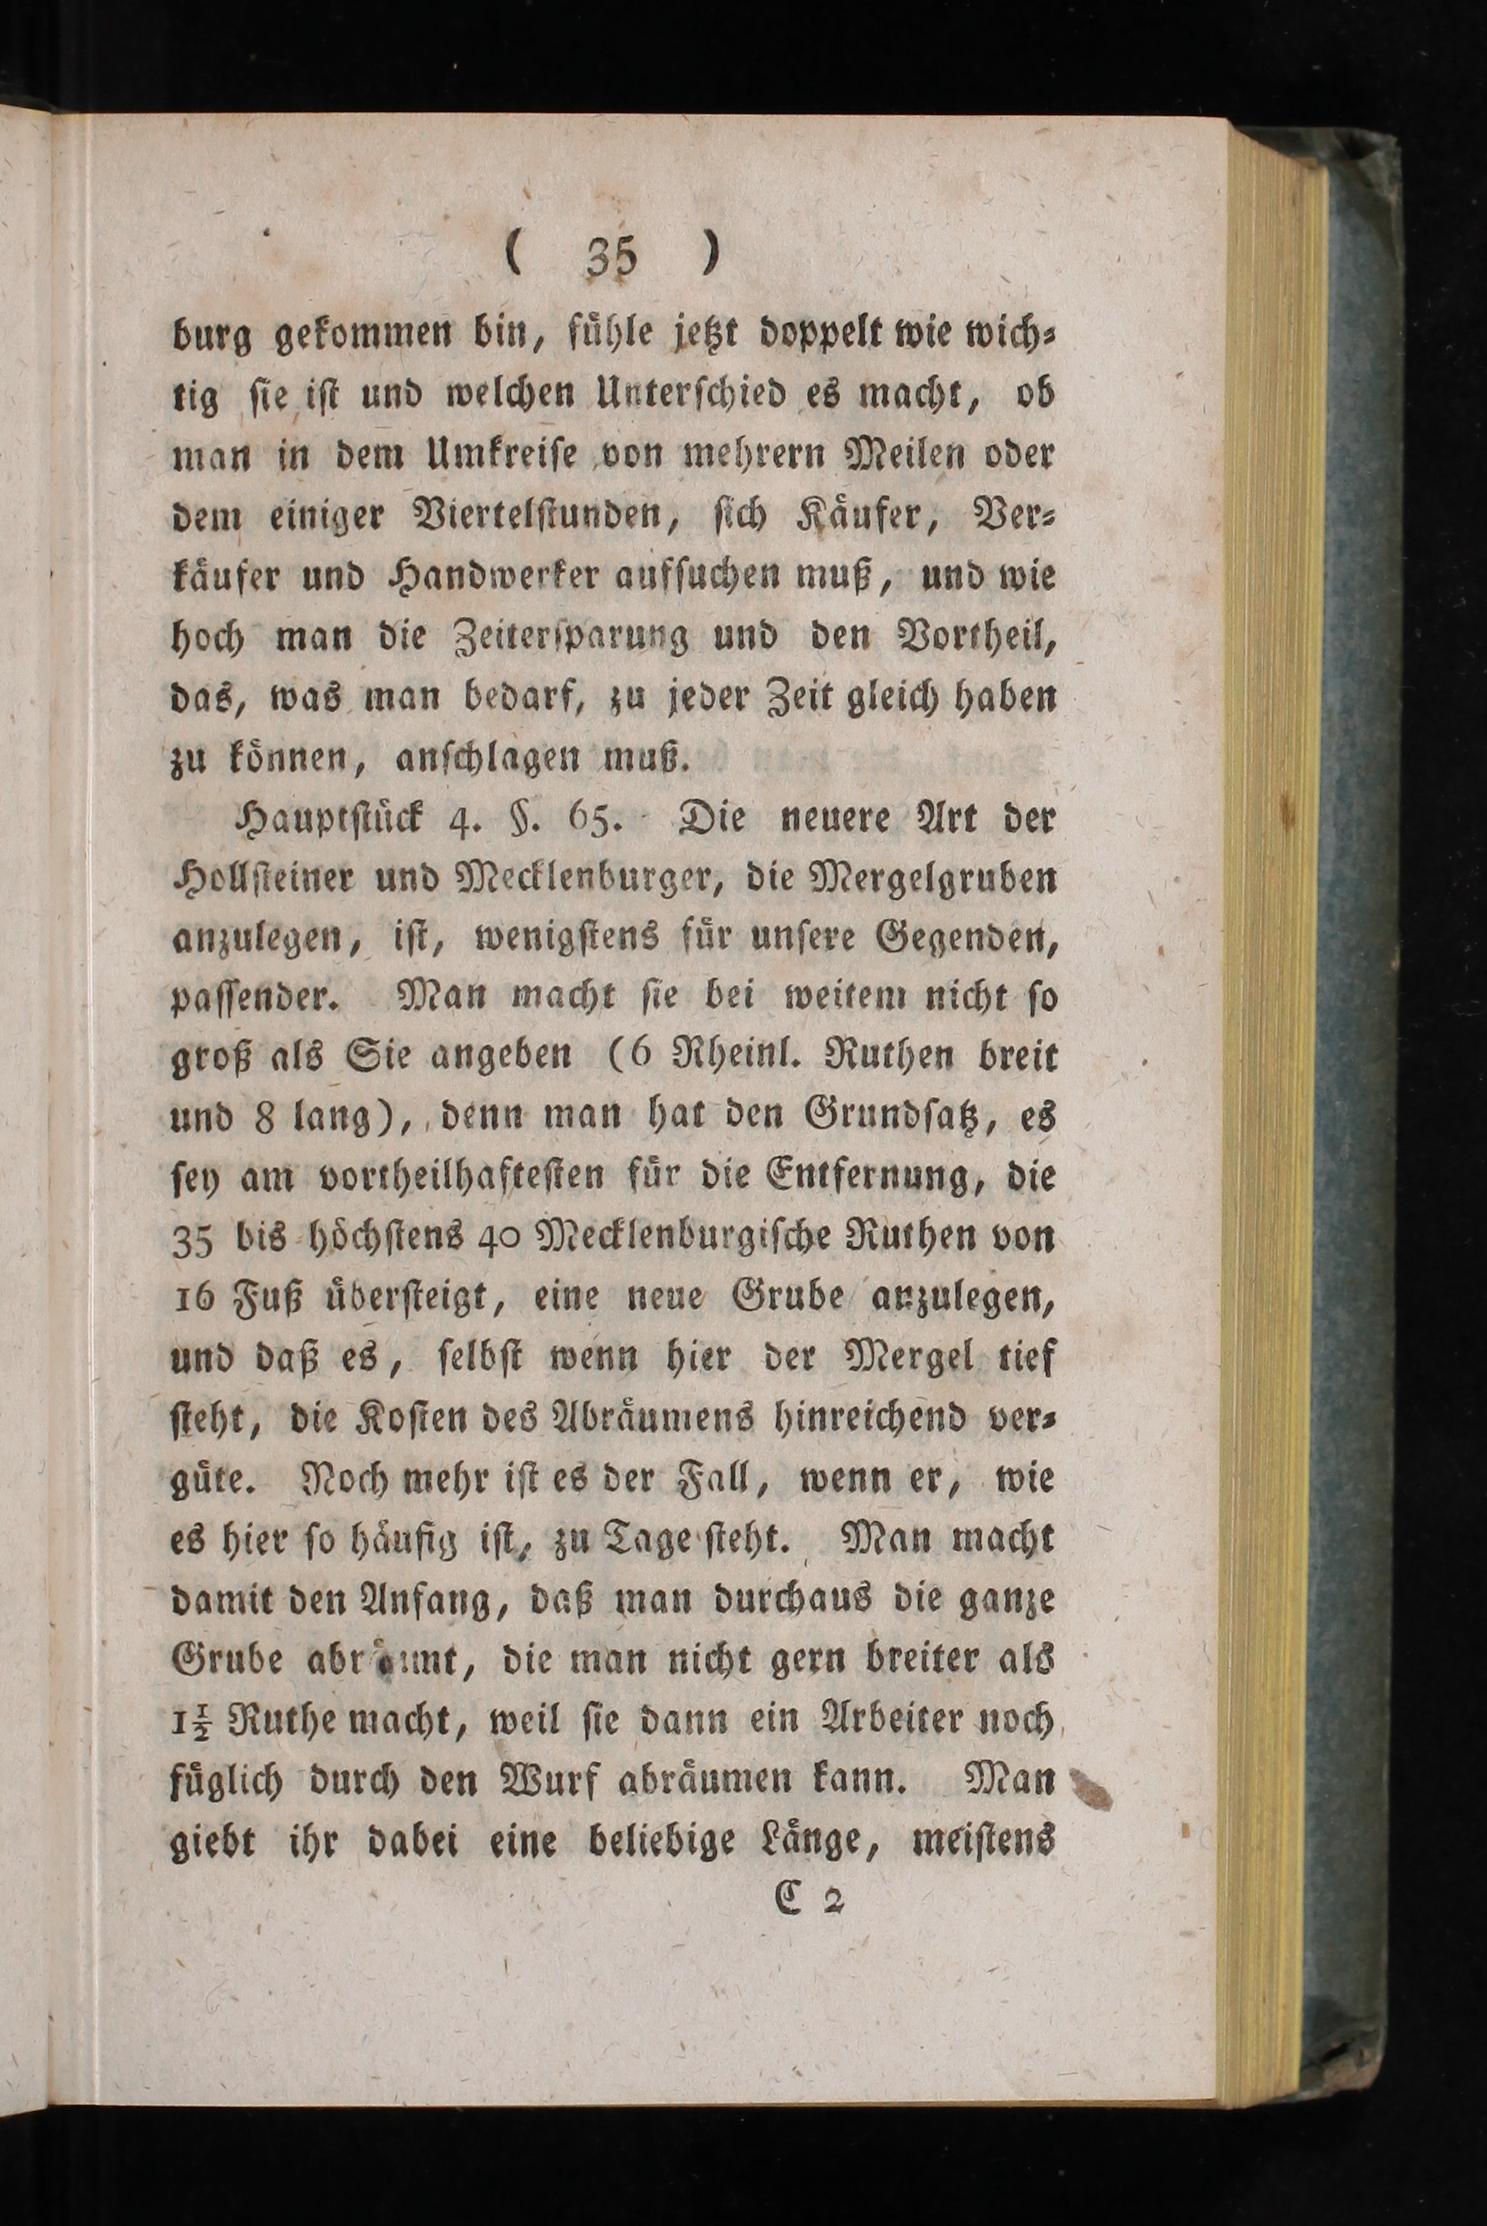 ( 35 )
burg gekommen bin, fühle jetzt doppelt wie wich⸗
tig sie ist und welchen Unterschied es macht, ob
man in dem Umkreise von mehrern Meilen oder
dem einiger Viertelstunden, sich Käufer, Ver⸗
käufer und Handwerker aufsuchen muß, und wie
hoch man die Zeitersparung und den Vortheil,
das, was man bedarf, zu jeder Zeit gleich haben
zu können, anschlagen muß.
Hauptstück 4. §. 65. Die neuere Art der
Hollsteiner und Mecklenburger, die Mergelgruben
anzulegen, ist, wenigstens für unsere Gegenden,
passender. Man macht sie bei weitem nicht so
groß als Sie angeben (6 Rheinl. Ruthen breit
und 8 lang), denn man hat den Grundsatz, es
sey am vortheilhaftesten für die Entfernung, die
35 bis höchstens 40 Mecklenburgische Ruthen von
16 Fuß übersteigt, eine neue Grube anzulegen,
und daß es, selbst wenn hier der Mergel tief
steht, die Kosten des Abräumens hinreichend ver⸗
güte. Noch mehr ist es der Fall, wenn er, wie
es hier so häufig ist, zu Tage steht. Man macht
damit den Anfang, daß man durchaus die ganze
Grube abräumt, die man nicht gern breiter als
1½ Ruthe macht, weil sie dann ein Arbeiter noch
füglich durch den Wurf abräumen kann. Man
giebt ihr dabei eine beliebige Länge, meistens
C 2